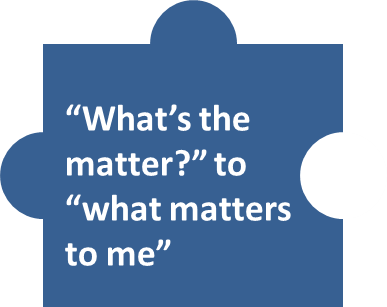 “What’s the
matter?” to
“what matters
to me”